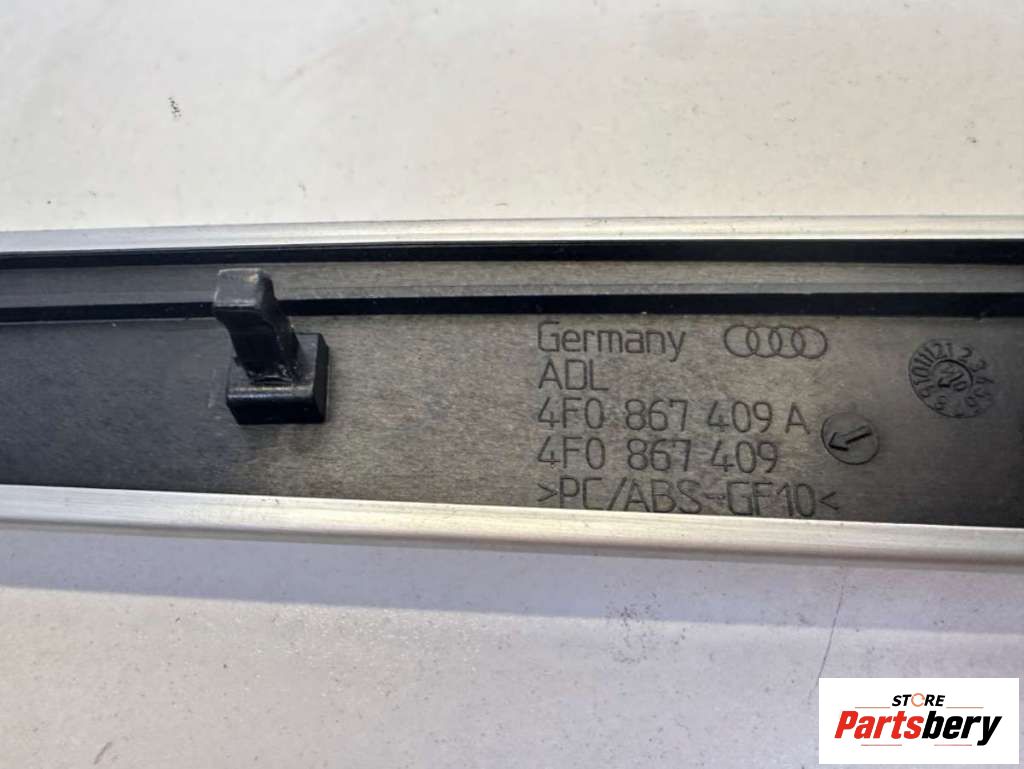 Germany
ADL
4F0 867 409 A
4F0 867 409
>PC/ABS-GF10<
STORE
Partsbery